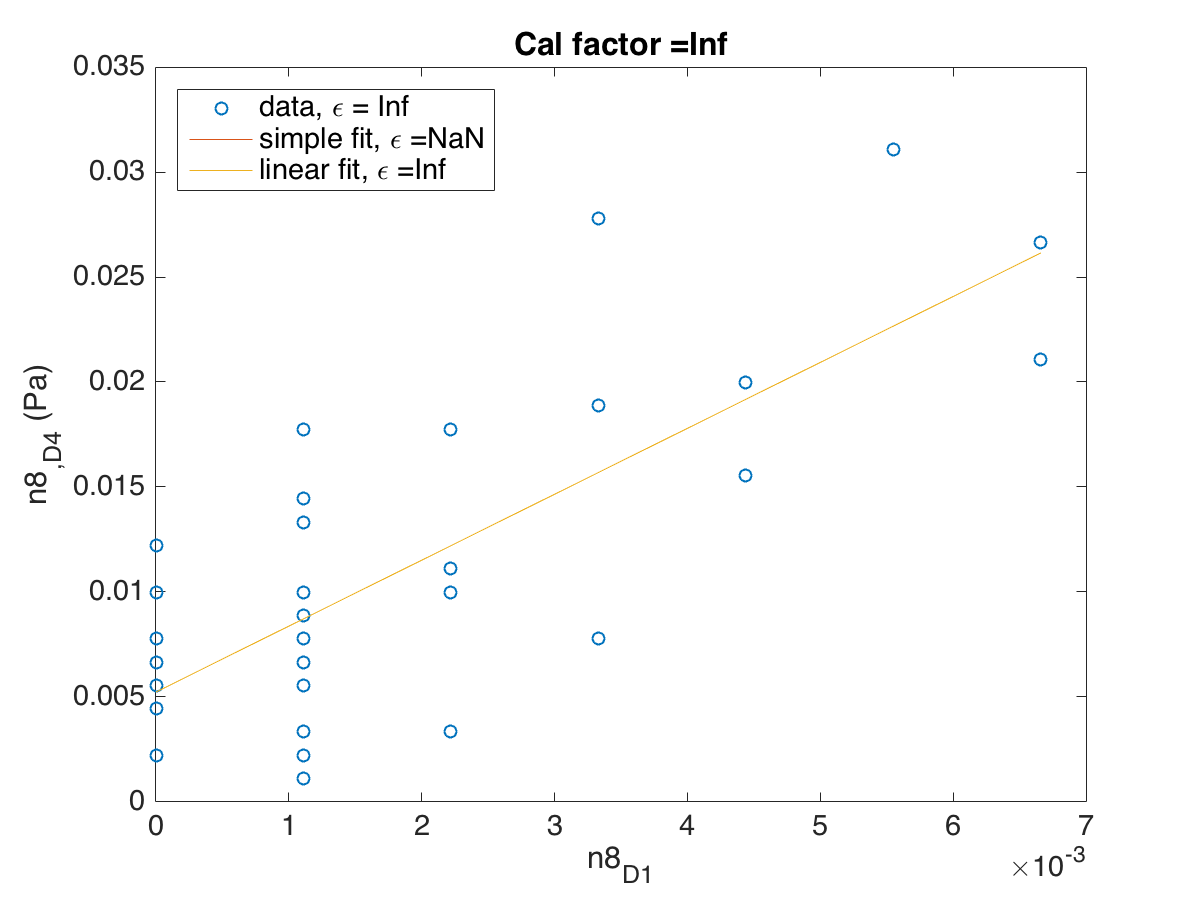 Cal factor =Inf
data, ϵ = Inf
simple fit, ϵ =NaN
linear fit, ϵ =Inf
0.035
0.03
0.025
0.02
0.015
0.01
0.005
0
n8,D4 (Pa)
0 1 2 3 4 5 6 7
×10-3
n8D1